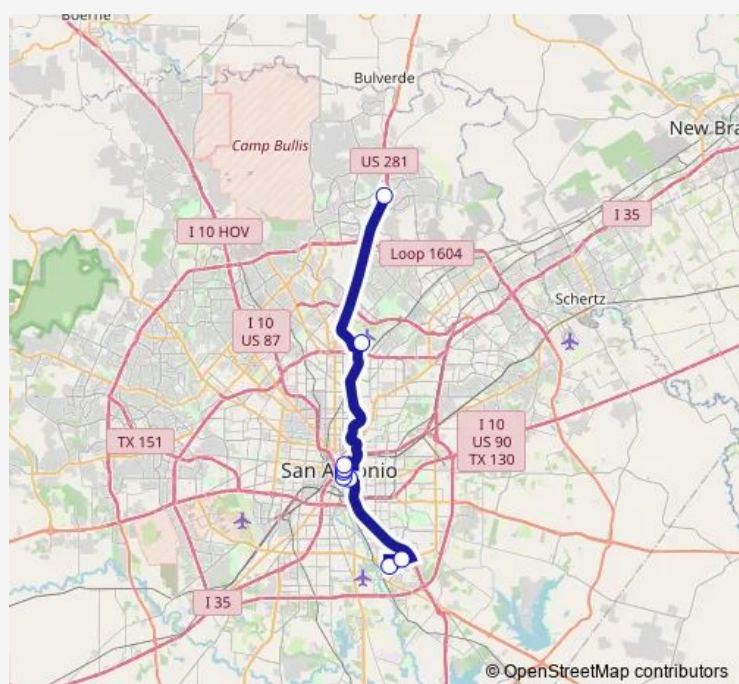 Boerne
Bulverde
Camp Bullis
New Bra
US 281
I 35
I 10 HOV
Loop 1604
Schertz
I 10
US 87
TX 151
I 10
US 90
TX 130
San A tonio
I 35
© OpenStreetMap contributors